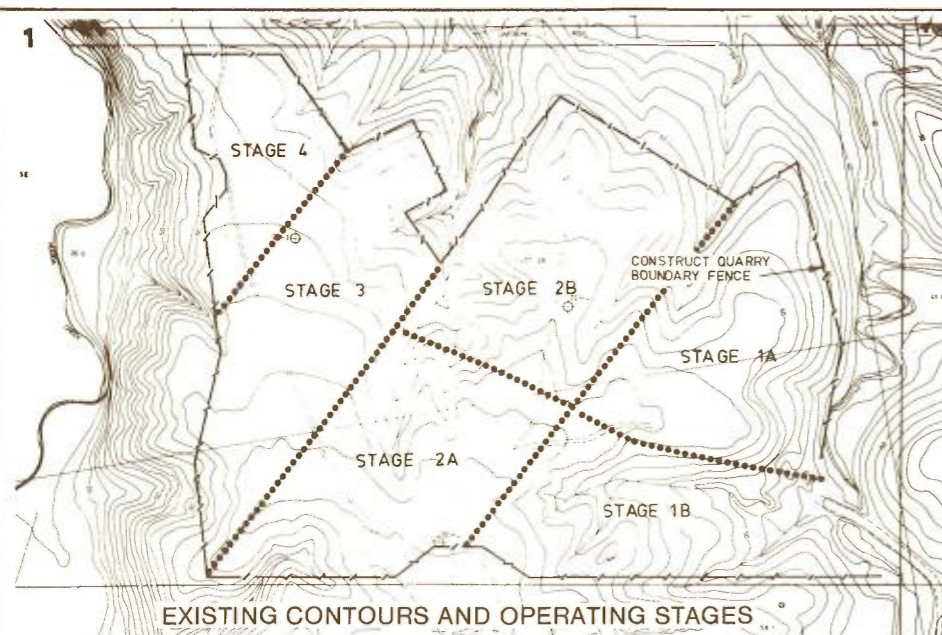 1
STAGE 4
STAGE 3
STAGE 2B
CONSTRUCT QUARRY
BOUNDARY FENCE
STAGE 1A
STAGE 2A
STAGE 1B
50
EXISTING CONTOURS AND OPERATING STAGES